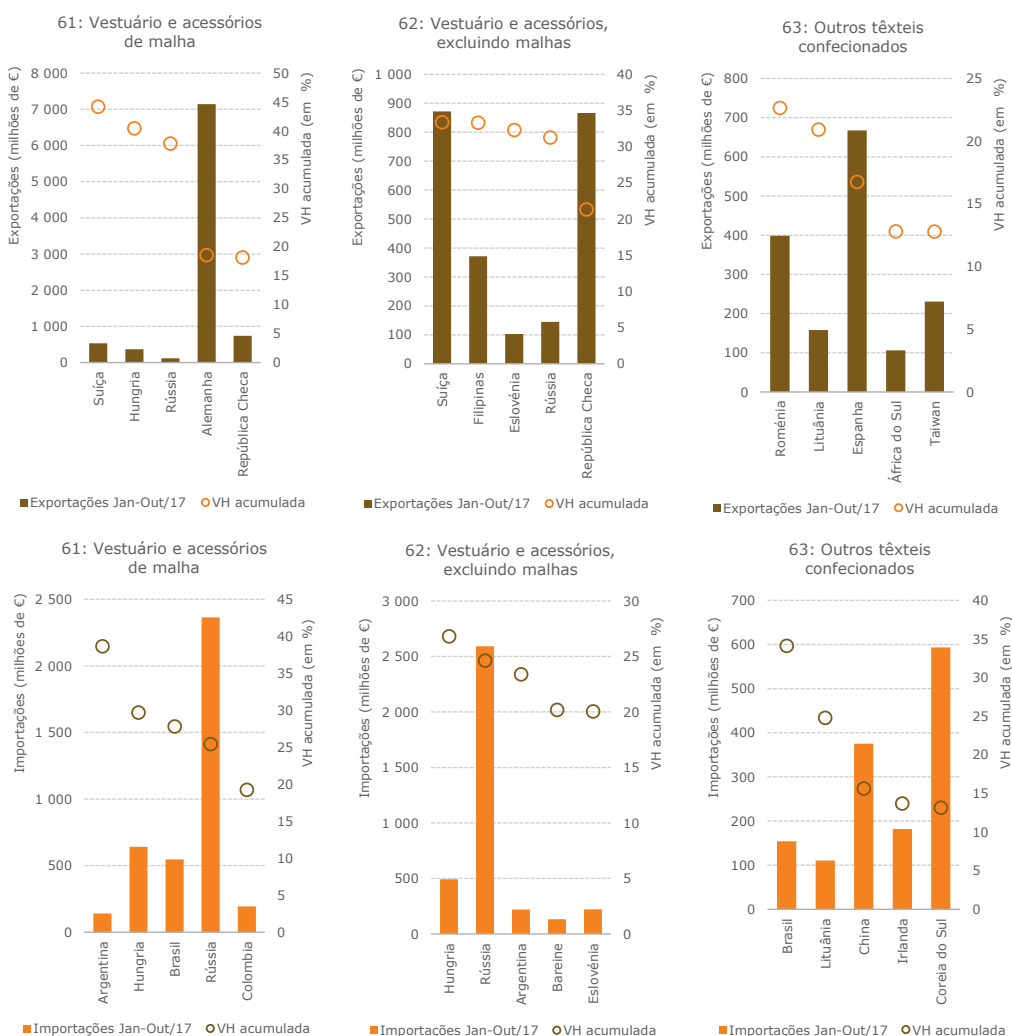 61: Vestuário e acessórios
de malha
Exportações (milhões de €)
8 000
7 000
6 000
5 000
4 000
3 000
2 000
1 000
0
50
45
40
35
30
25
20
15
10
5
0
VH acumulada (em %)
Suíça
Hungria
Rússia
Alemanha
República Checa
Exportações Jan-Out/17 VH acumulada
62: Vestuário e acessórios,
excluindo malhas
Exportações (milhões de €)
1 000
900
800
700
600
500
400
300
200
100
0
40
35
30
25
20
15
10
5
0
VH acumulada (em %)
Suíça
Filipinas
Eslovénia
Rússia
República Checa
Exportações Jan-Out/17 VH acumulada
63: Outros têxteis
confecionados
Exportações (milhões de €)
800
700
600
500
400
300
200
100
0
25
20
15
10
5
0
VH acumulada (em %)
Roménia
Lituânia
Espanha
África do Sul
Taiwan
Exportações Jan-Out/17 VH acumulada
61: Vestuário e acessórios
de malha
Importações (milhões de €)
2 500
2 000
1 500
1 000
500
0
45
40
35
30
25
20
15
10
5
0
VH acumulada (em %)
Argentina
Hungria
Brasil
Rússia
Colombia
Importações Jan-Out/17 VH acumulada
62: Vestuário e acessórios,
excluindo malhas
Importações (milhões de €)
3 000
2 500
2 000
1 500
1 000
500
0
30
25
20
15
10
5
0
VH acumulada (em %)
Hungria
Rússia
Argentina
Bareine
Eslovénia
Importações Jan-Out/17 VH acumulada
63: Outros têxteis
confecionados
Importações (milhões de €)
700
600
500
400
300
200
100
0
40
35
30
25
20
15
10
5
0
VH acumulada (em %)
Brasil
Lituânia
China
Irlanda
Coreia do Sul
Importações Jan-Out/17 VH acumulada